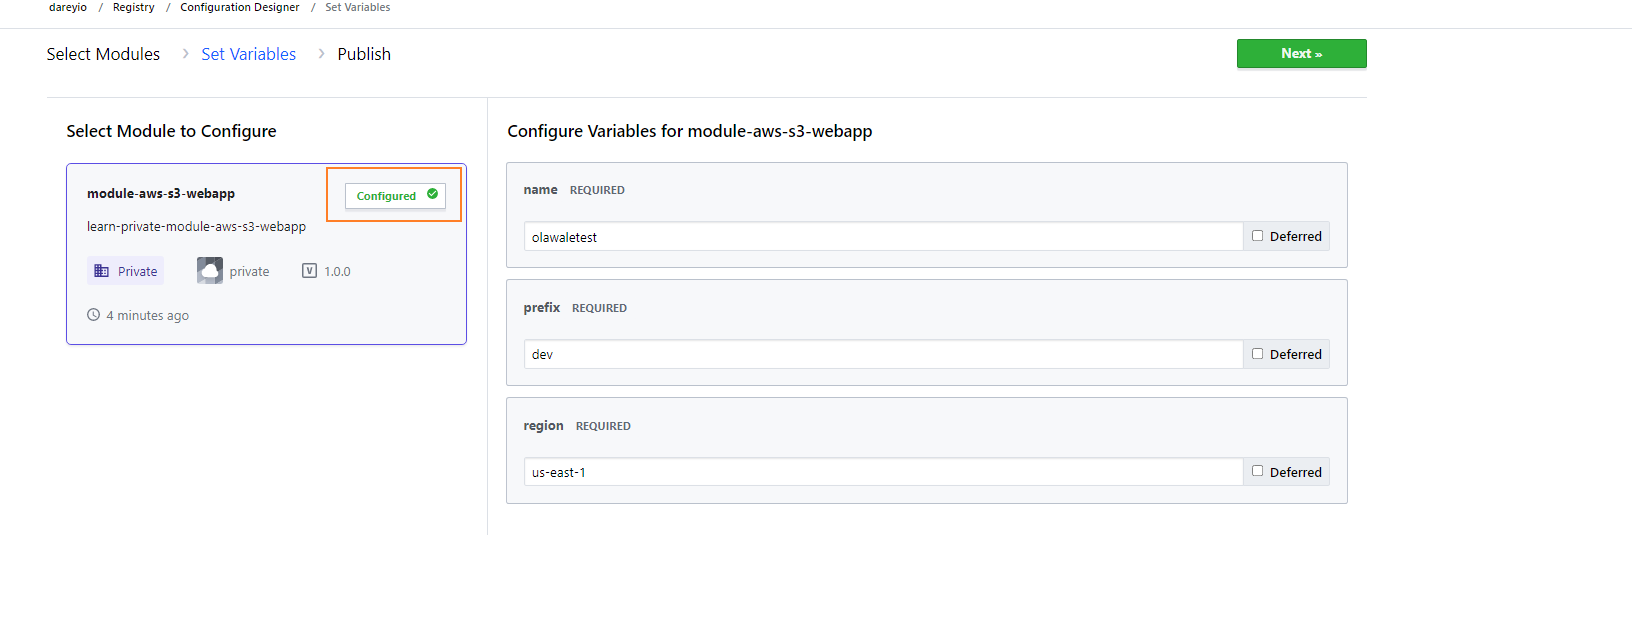 dareyio / Registry / Configuration Designer / Set Variables
Select Modules > Set Variables > Publish
Next »
Select Module to Configure
module-aws-s3-webapp
Configured
learn-private-module-aws-s3-webapp
Private
private
V 1.0.0
4 minutes ago
Configure Variables for module-aws-s3-webapp
name REQUIRED
olawaletest
Deferred
prefix REQUIRED
dev
Deferred
region REQUIRED
us-east-1
Deferred